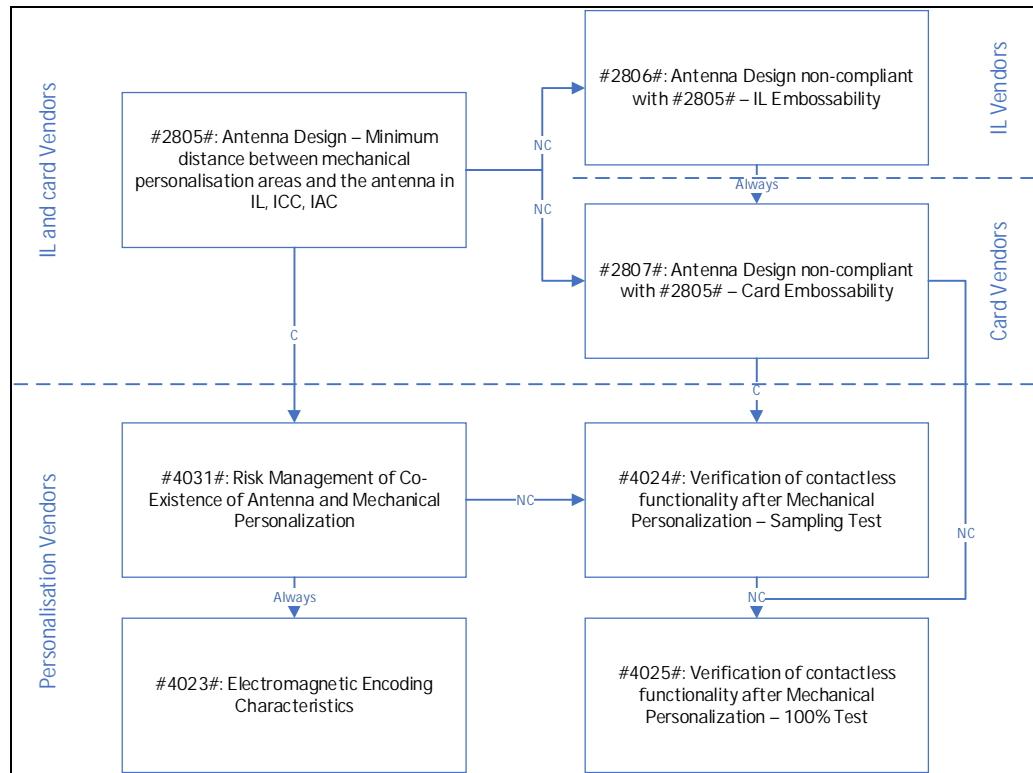 IL and card Vendors
#2805#: Antenna Design – Minimum
distance between mechanical
personalisation areas and the antenna in
IL, ICC, IAC
NC
NC
C
#2806#: Antenna Design non-compliant
with #2805# – IL Embossability
IL Vendors
Always
#2807#: Antenna Design non-compliant
with #2805# – Card Embossability
Card Vendors
C
NC
Personalisation Vendors
#4031#: Risk Management of Co-
Existence of Antenna and Mechanical
Personalization
NC
#4024#: Verification of contactless
functionality after Mechanical
Personalization – Sampling Test
Always
NC
#4023#: Electromagnetic Encoding
Characteristics
#4025#: Verification of contactless
functionality after Mechanical
Personalization – 100% Test